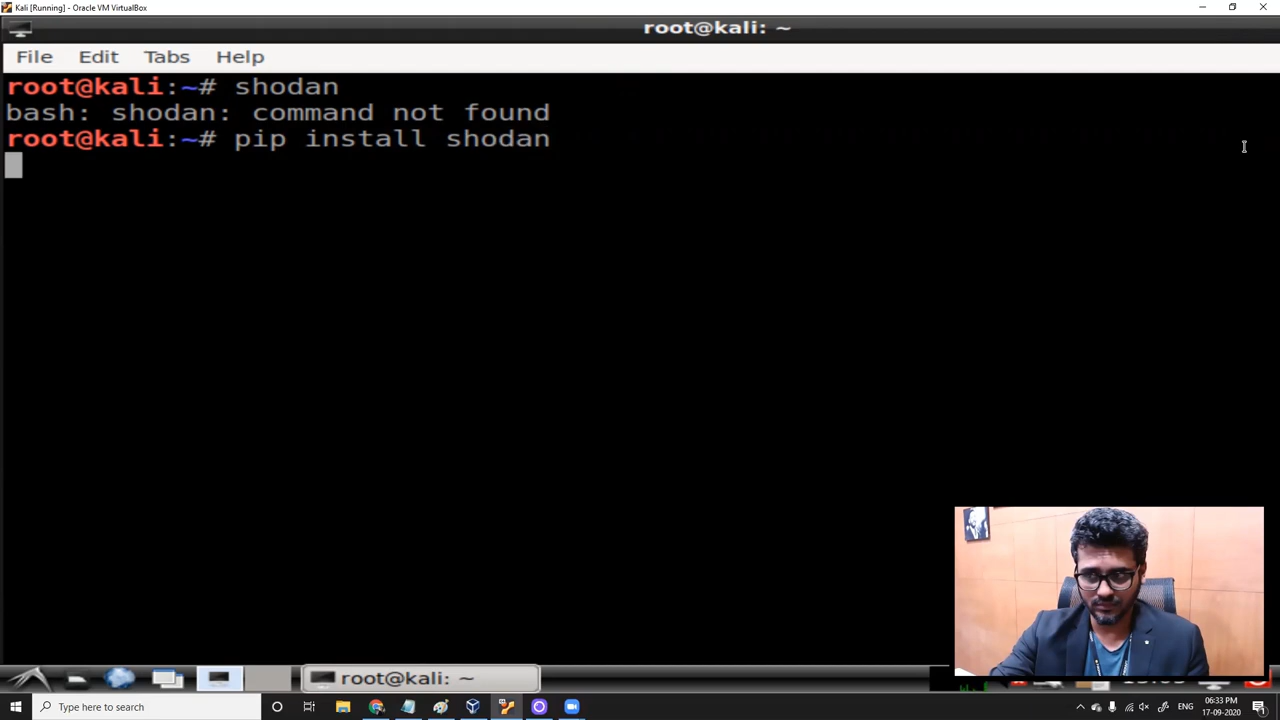 Kali [Running] - Oracle VM VirtualBox
root@kali: ~
File Edit Tabs Help
root@kali:~# shodan
bash: shodan: command not found
root@kali:~# pip install shodan
root@kali: ~
Type here to search
ENG
06:33 PM
17-09-2020